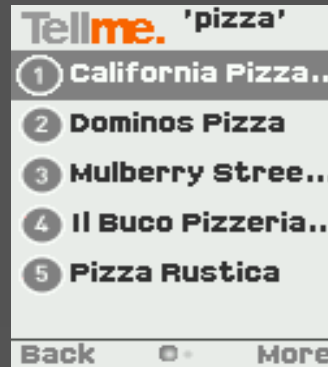 Tellme. 'pizza'
1 California Pizza..
2 Dominos Pizza
3 Mulberry Stree...
4 Il Buco Pizzeria..
5 Pizza Rustica
Back More